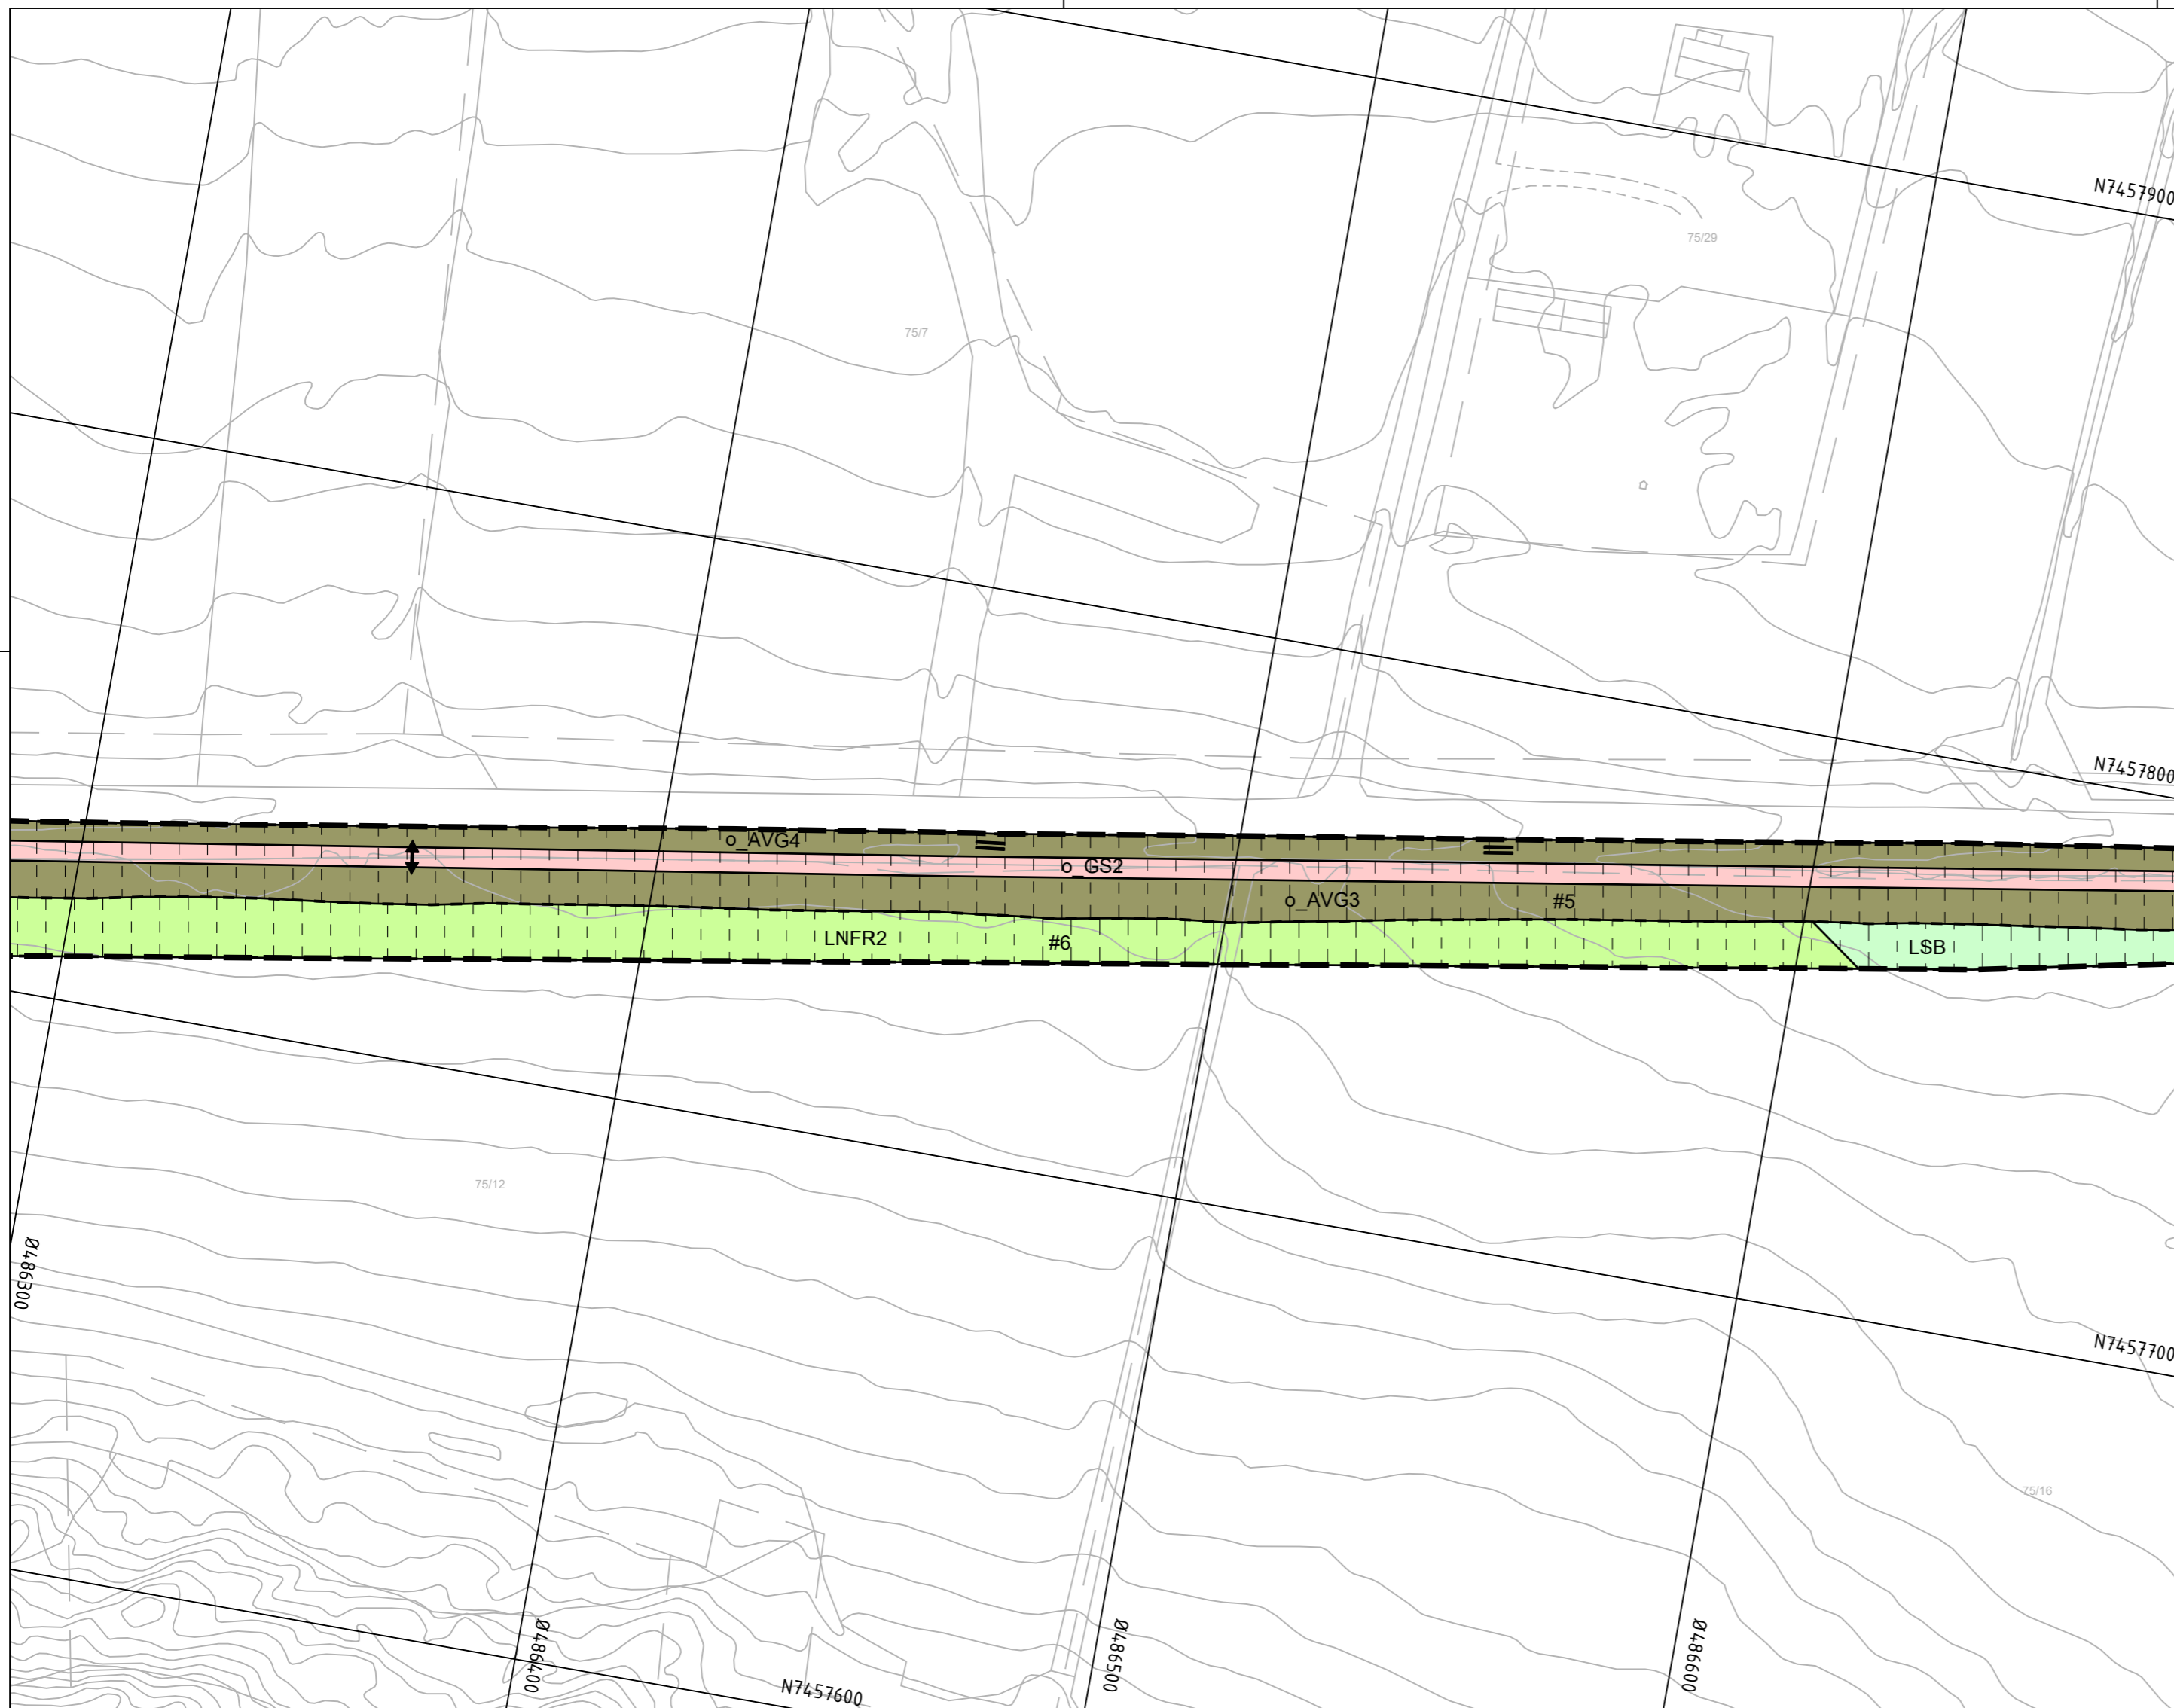 N7457900
75/29
75/7
N7457800
o_AVG4
o_GS2
o_AVG3
#5
LNFR2
#6
LSB
75/12
Ø486300
N7457700
75/16
Ø486400
Ø486500
Ø486600
N7457600